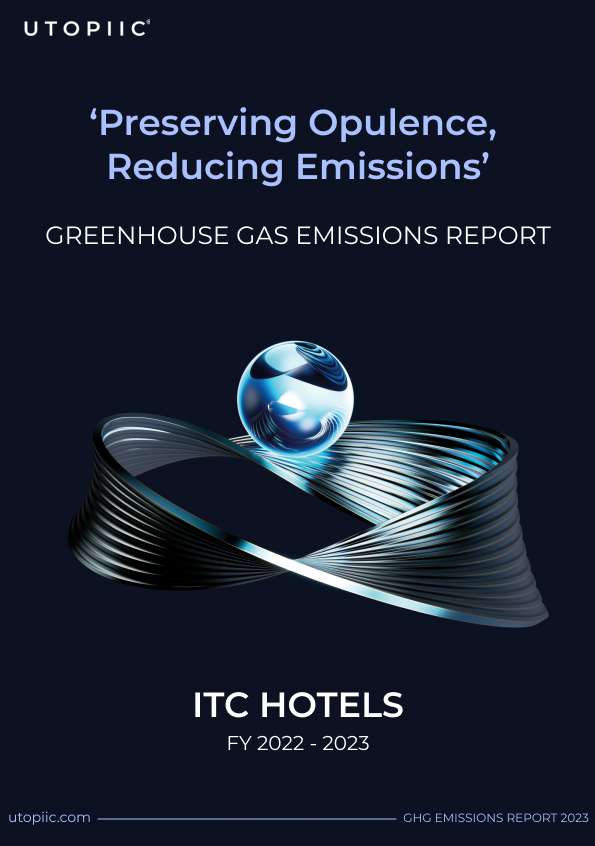 UTOPIIC®
‘Preserving Opulence,
Reducing Emissions’
GREENHOUSE GAS EMISSIONS REPORT
ITC HOTELS
FY 2022 - 2023
utopiic.com
GHG EMISSIONS REPORT 2023